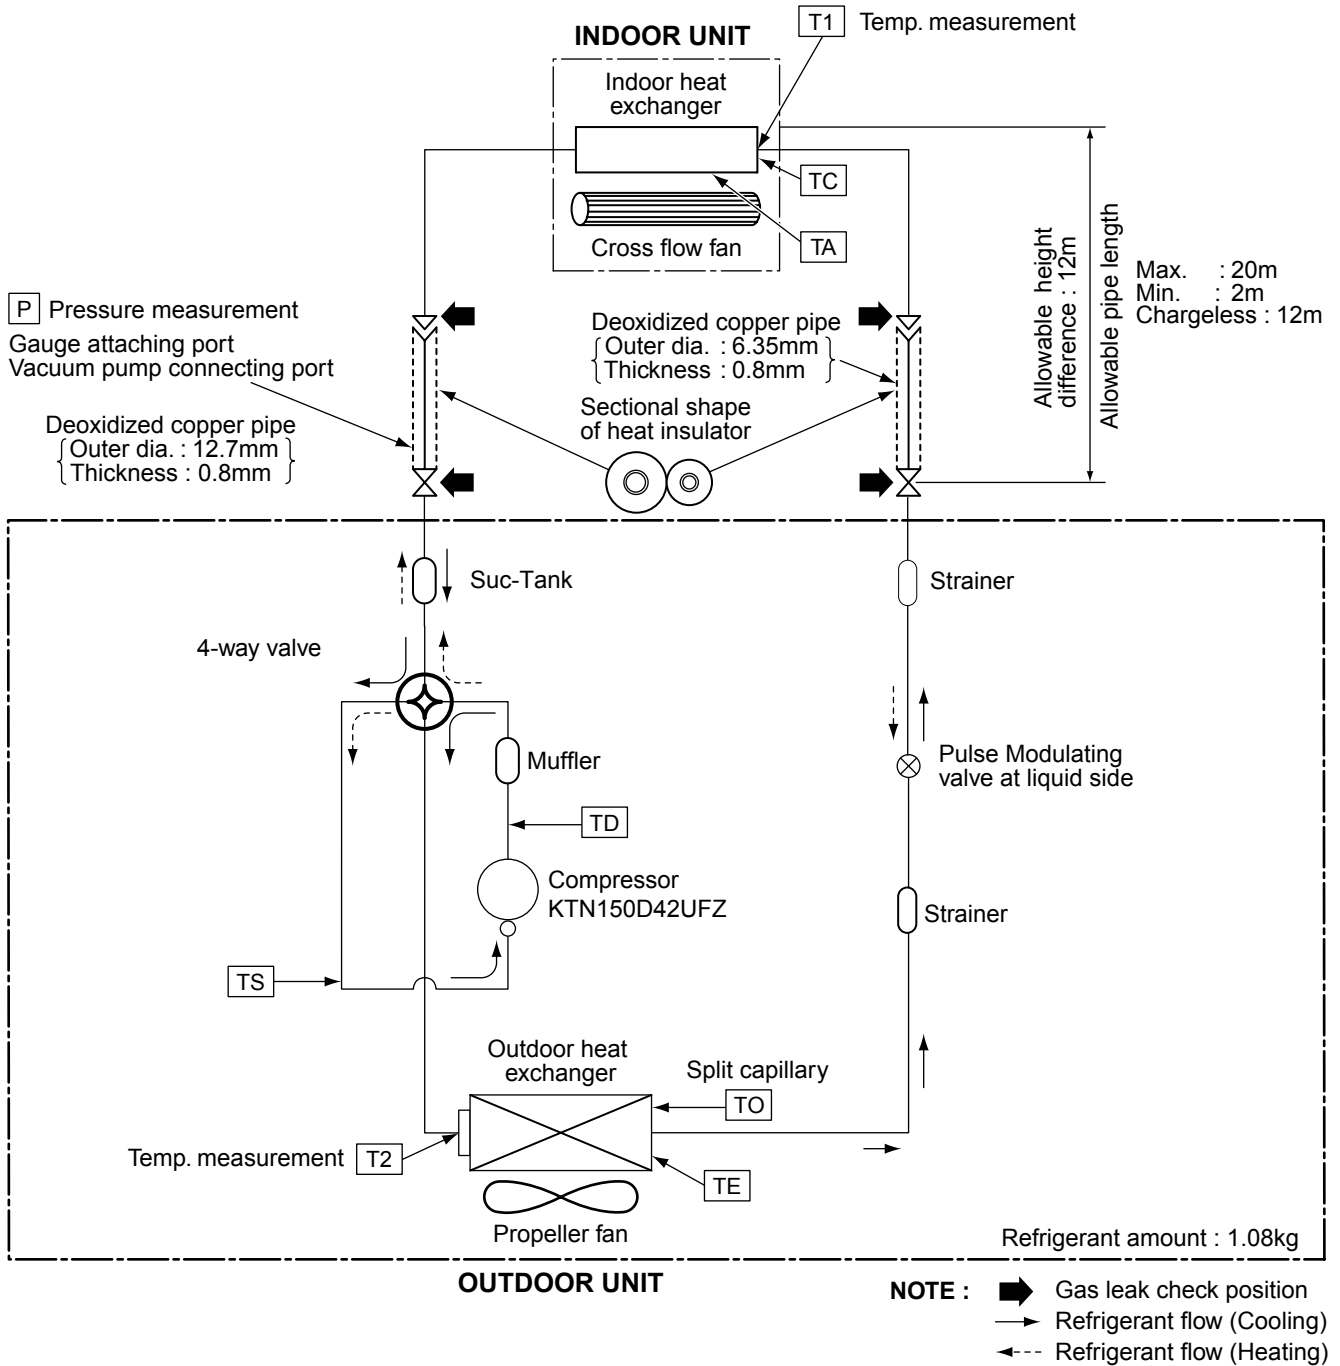 T1 Temp. measurement
INDOOR UNIT
Indoor heat
exchanger
TC
Cross flow fan
TA
Allowable height
difference : 12m
Allowable pipe length
Max. : 20m
Min. : 2m
Chargeless : 12m
P Pressure measurement
Gauge attaching port
Vacuum pump connecting port
Deoxidized copper pipe
Outer dia. : 12.7mm
Thickness : 0.8mm
Deoxidized copper pipe
Outer dia. : 6.35mm
Thickness : 0.8mm
Sectional shape
of heat insulator
Suc-Tank
Strainer
4-way valve
Muffler
Pulse Modulating
valve at liquid side
TD
Compressor
KTN150D42UFZ
Strainer
TS
Outdoor heat
exchanger
Split capillary
TO
Temp. measurement T2
TE
Propeller fan
Refrigerant amount : 1.08kg
OUTDOOR UNIT
NOTE : Gas leak check position
Refrigerant flow (Cooling)
Refrigerant flow (Heating)